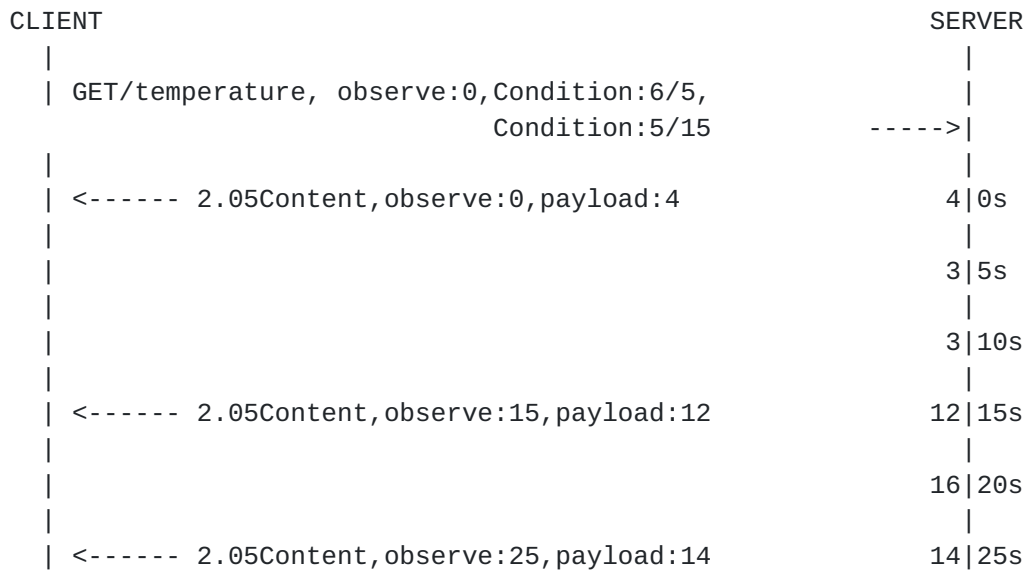 CLIENT                                                     SERVER
  |                                                          |
  | GET/temperature, observe:0,Condition:6/5,                |
                               Condition:5/15          ----->|
  |                                                          |
  | <------ 2.05Content,observe:0,payload:4                 4|0s
  |                                                          |
  |                                                         3|5s
  |                                                          |
  |                                                         3|10s
  |                                                          |
  | <------ 2.05Content,observe:15,payload:12              12|15s
  |                                                          |
  |                                                        16|20s
  |                                                          |
  | <------ 2.05Content,observe:25,payload:14              14|25s